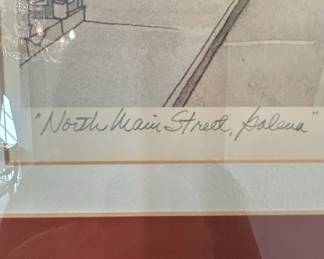 "North Main Street, Galena"